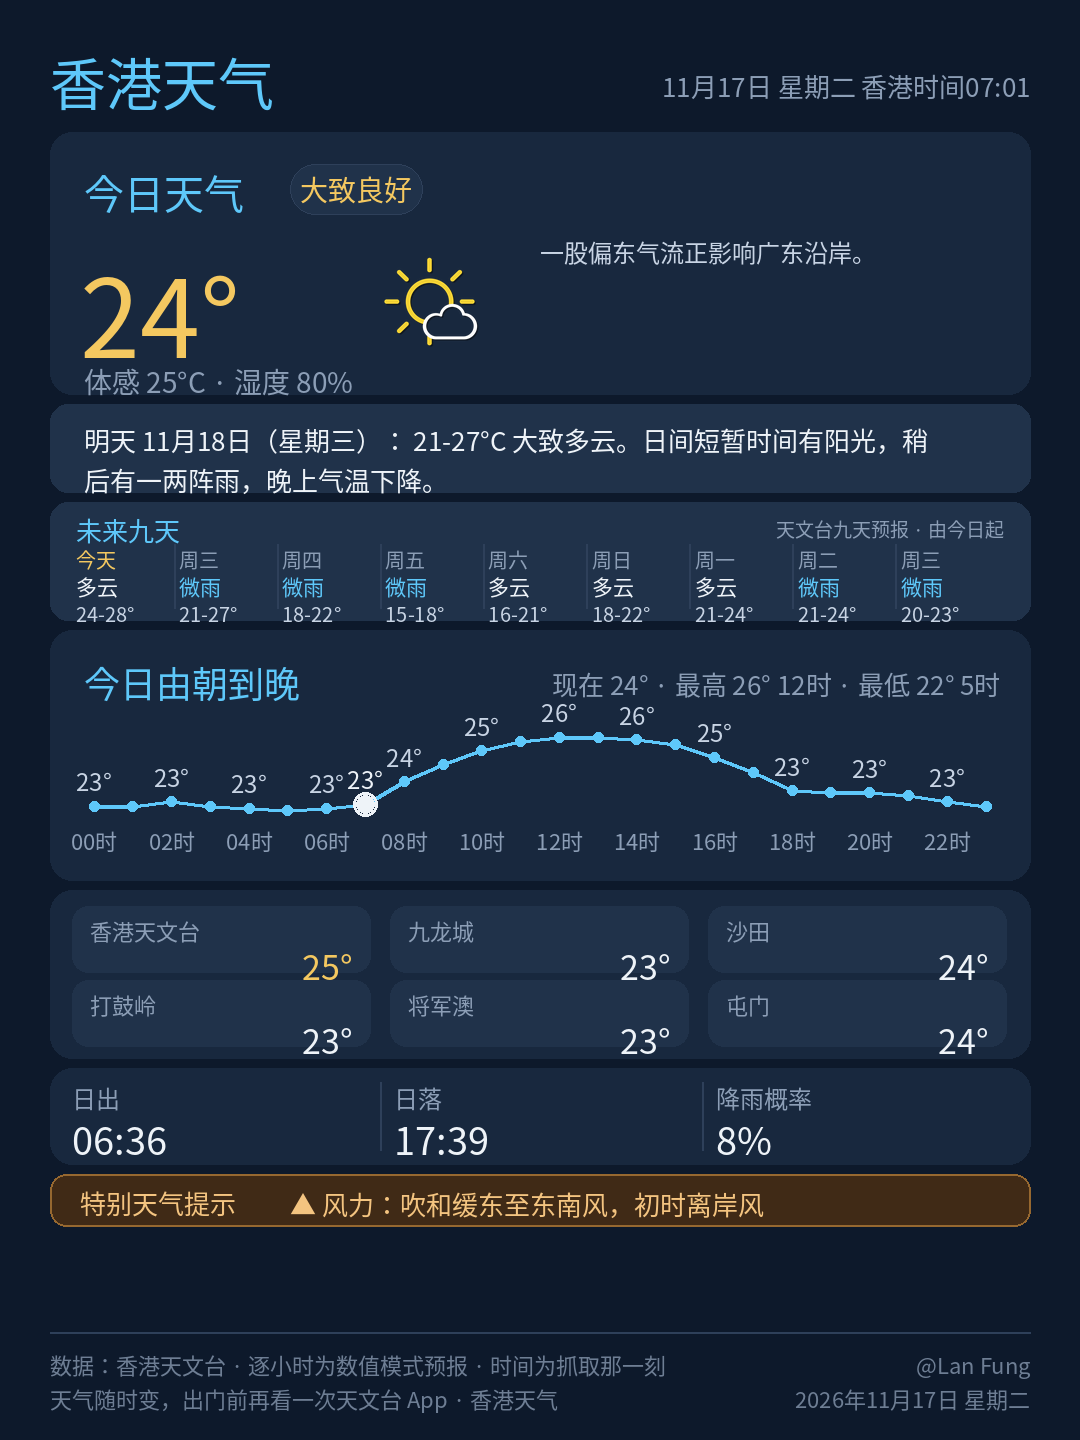 香港天气
11月17日 星期二 香港时间07:01
今日天气
大致良好
一股偏东气流正影响广东沿岸。
24°
体感 25°C · 湿度 80%
明天 11月18日（星期三）：21-27°C 大致多云。日间短暂时间有阳光，稍
后有一两阵雨，晚上气温下降。
未来九天
天文台九天预报 · 由今日起
今天 周三 周四 周五 周六 周日 周一 周二 周三
多云 微雨 微雨 微雨 多云 多云 多云 微雨 微雨
24-28° 21-27° 18-22° 15-18° 16-21° 18-22° 21-24° 21-24° 20-23°
今日由朝到晚
现在 24° · 最高 26° 12时 · 最低 22° 5时
23° 23° 23° 23° 23° 24° 25° 26° 26° 25° 23° 23° 23°
00时 02时 04时 06时 08时 10时 12时 14时 16时 18时 20时 22时
香港天文台 九龙城 沙田
25° 23° 24°
打鼓岭 将军澳 屯门
23° 23° 24°
日出 日落 降雨概率
06:36 17:39 8%
特别天气提示 ▲ 风力：吹和缓东至东南风，初时离岸风
数据：香港天文台 · 逐小时为数值模式预报 · 时间为抓取那一刻
@Lan Fung
天气随时变，出门前再看一次天文台 App · 香港天气
2026年11月17日 星期二